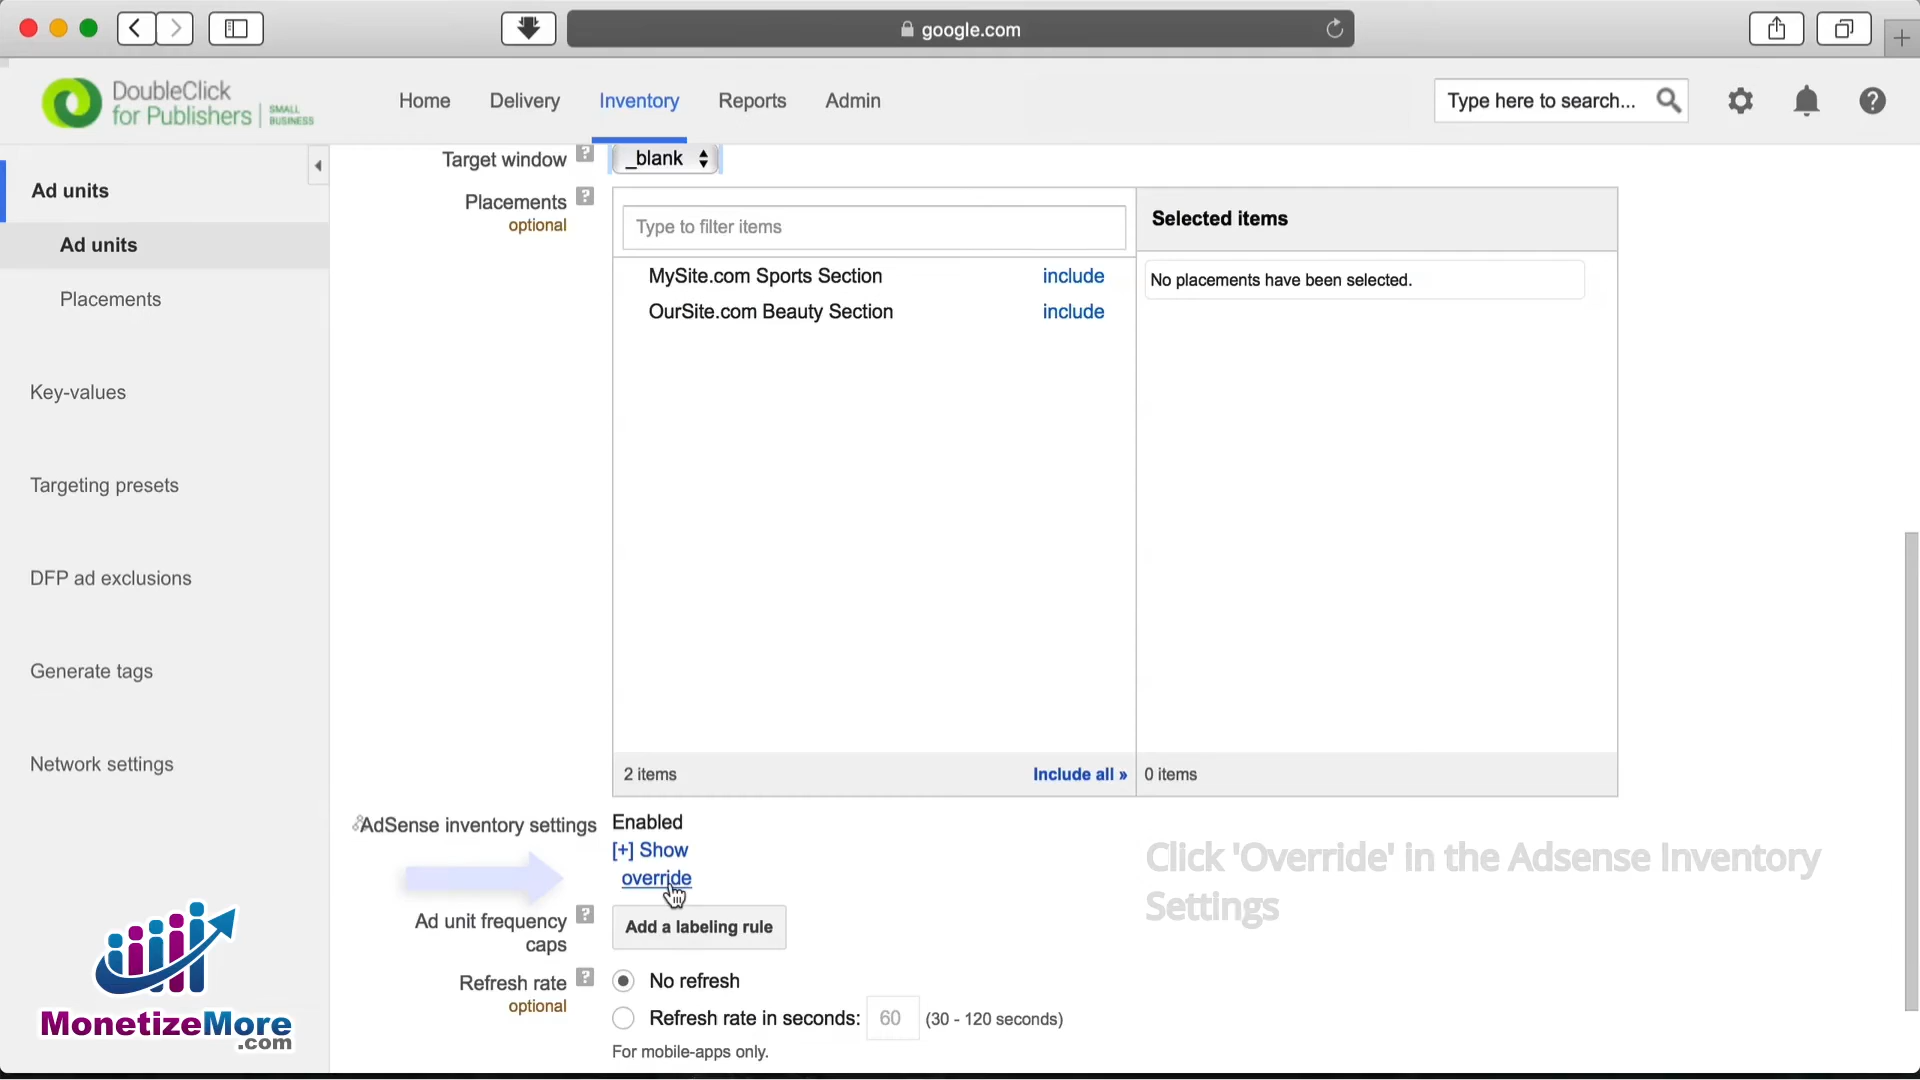 google.com
DoubleClick
for Publishers | SMALL BUSINESS
Home Delivery Inventory Reports Admin
Type here to search...
Ad units
Ad units
Placements
Key-values
Targeting presets
DFP ad exclusions
Generate tags
Network settings
Target window ? _blank
Placements ?
optional
Type to filter items
Selected items
MySite.com Sports Section include
No placements have been selected.
OurSite.com Beauty Section include
2 items Include all » 0 items
AdSense inventory settings Enabled
[+] Show
override
Click 'Override' in the Adsense Inventory
Settings
Ad unit frequency ?
caps
Add a labeling rule
Refresh rate ?
optional
No refresh
Refresh rate in seconds: 60 (30 - 120 seconds)
For mobile-apps only.
MonetizeMore
.com